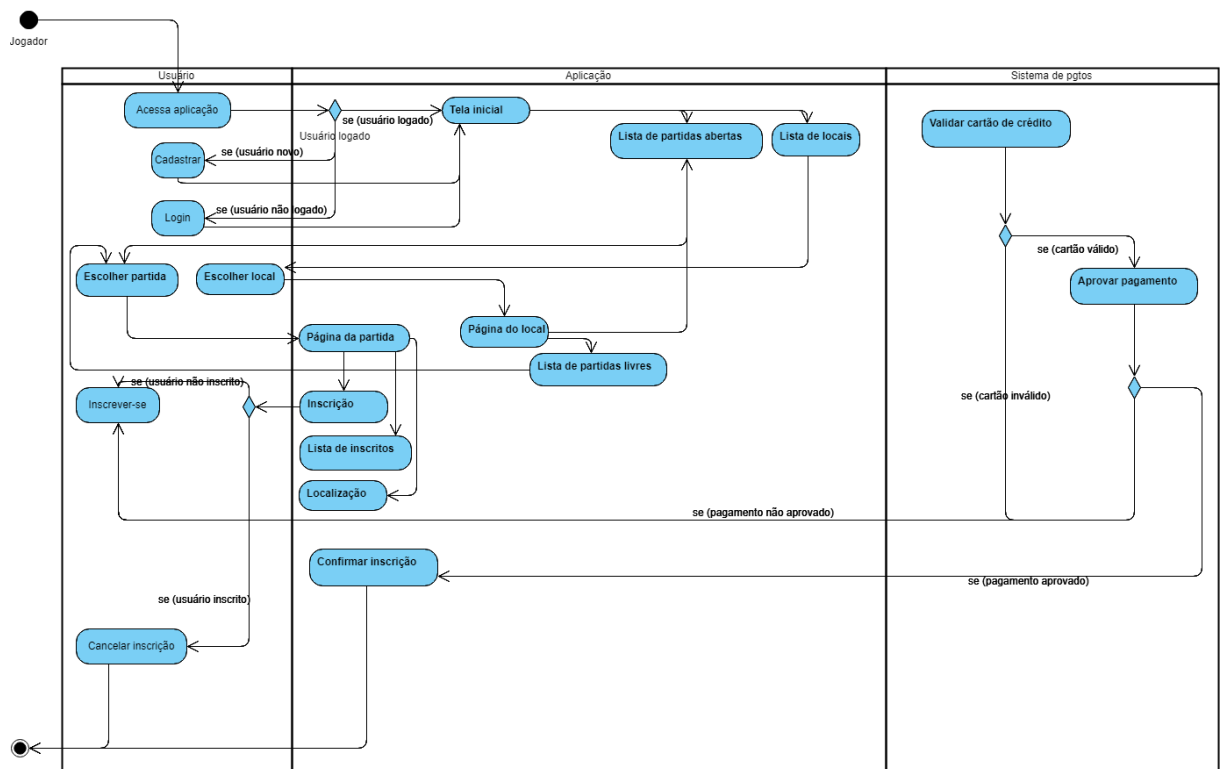 Jogador
Usuário
Aplicação
Sistema de pgtos
Acessa aplicação
Tela inicial
se (usuário logado)
Usuário logado
Lista de partidas abertas
Lista de locais
Validar cartão de crédito
Cadastrar
se (usuário novo)
Login
se (usuário não logado)
se (cartão válido)
Escolher partida
Escolher local
Aprovar pagamento
Página da partida
Página do local
Lista de partidas livres
se (usuário não inscrito)
Inscrever-se
Inscrição
se (cartão inválido)
Lista de inscritos
Localização
se (pagamento não aprovado)
Confirmar inscrição
se (pagamento aprovado)
se (usuário inscrito)
Cancelar inscrição